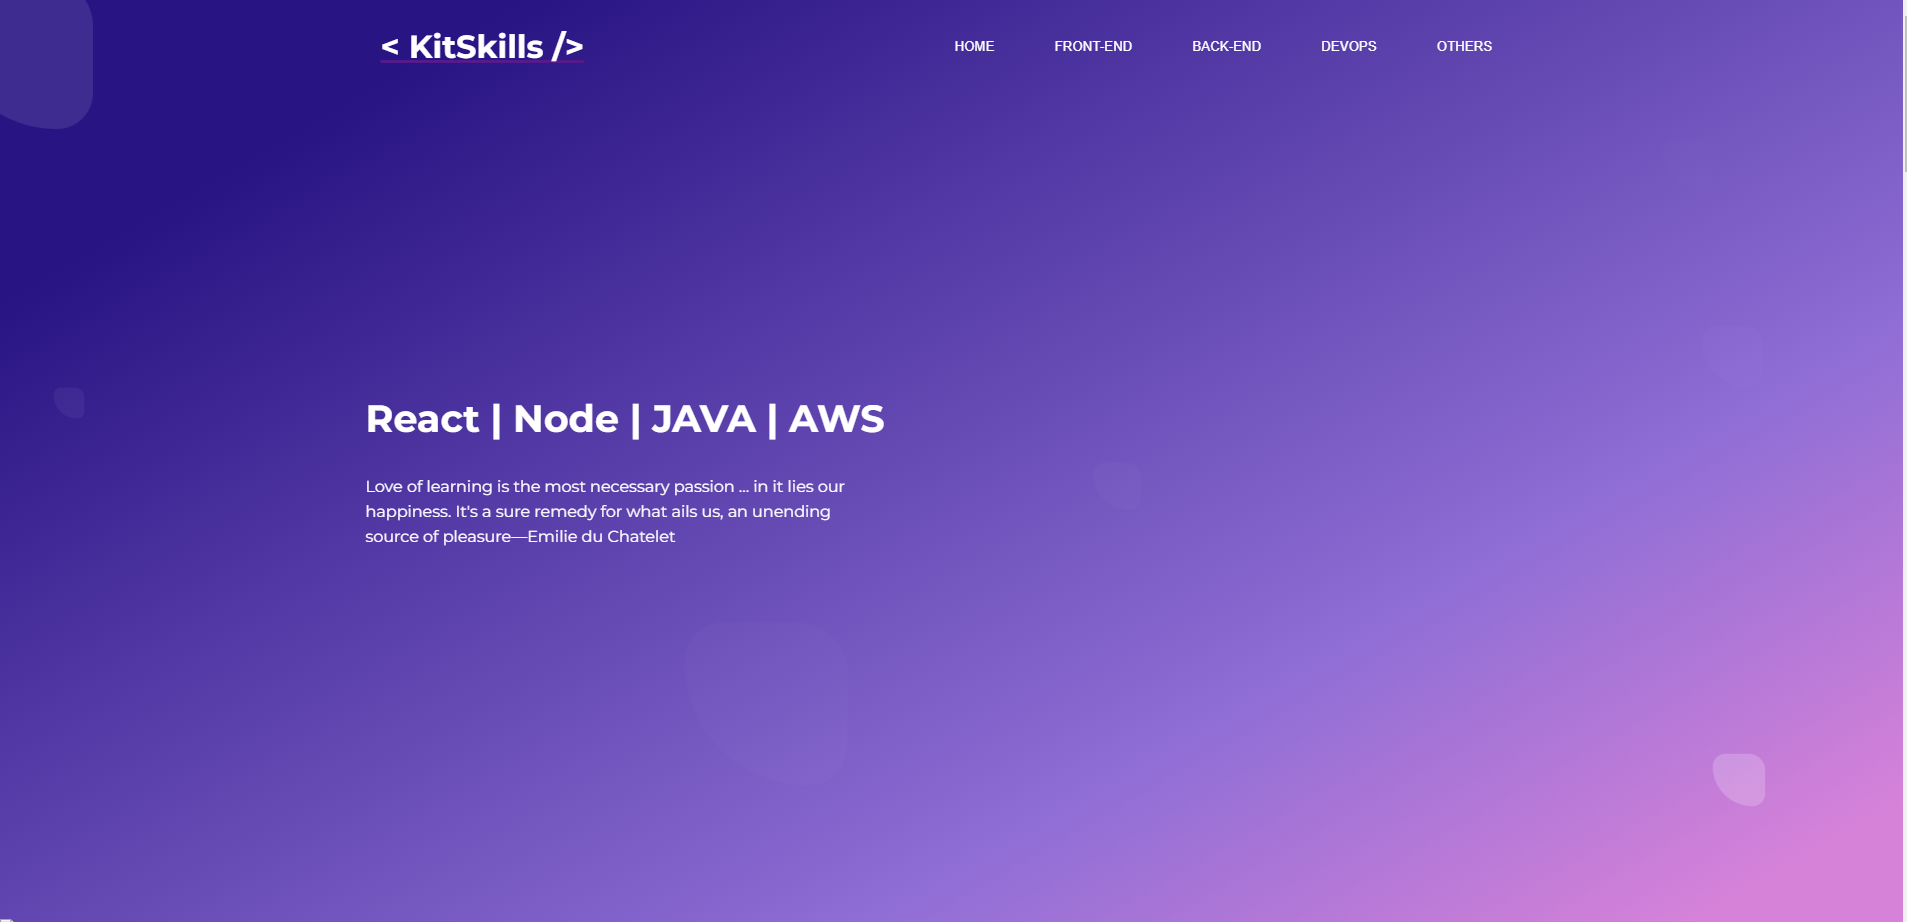 < KitSkills />
HOME FRONT-END BACK-END DEVOPS OTHERS
React | Node | JAVA | AWS
Love of learning is the most necessary passion ... in it lies our
happiness. It's a sure remedy for what ails us, an unending
source of pleasure—Emilie du Chatelet